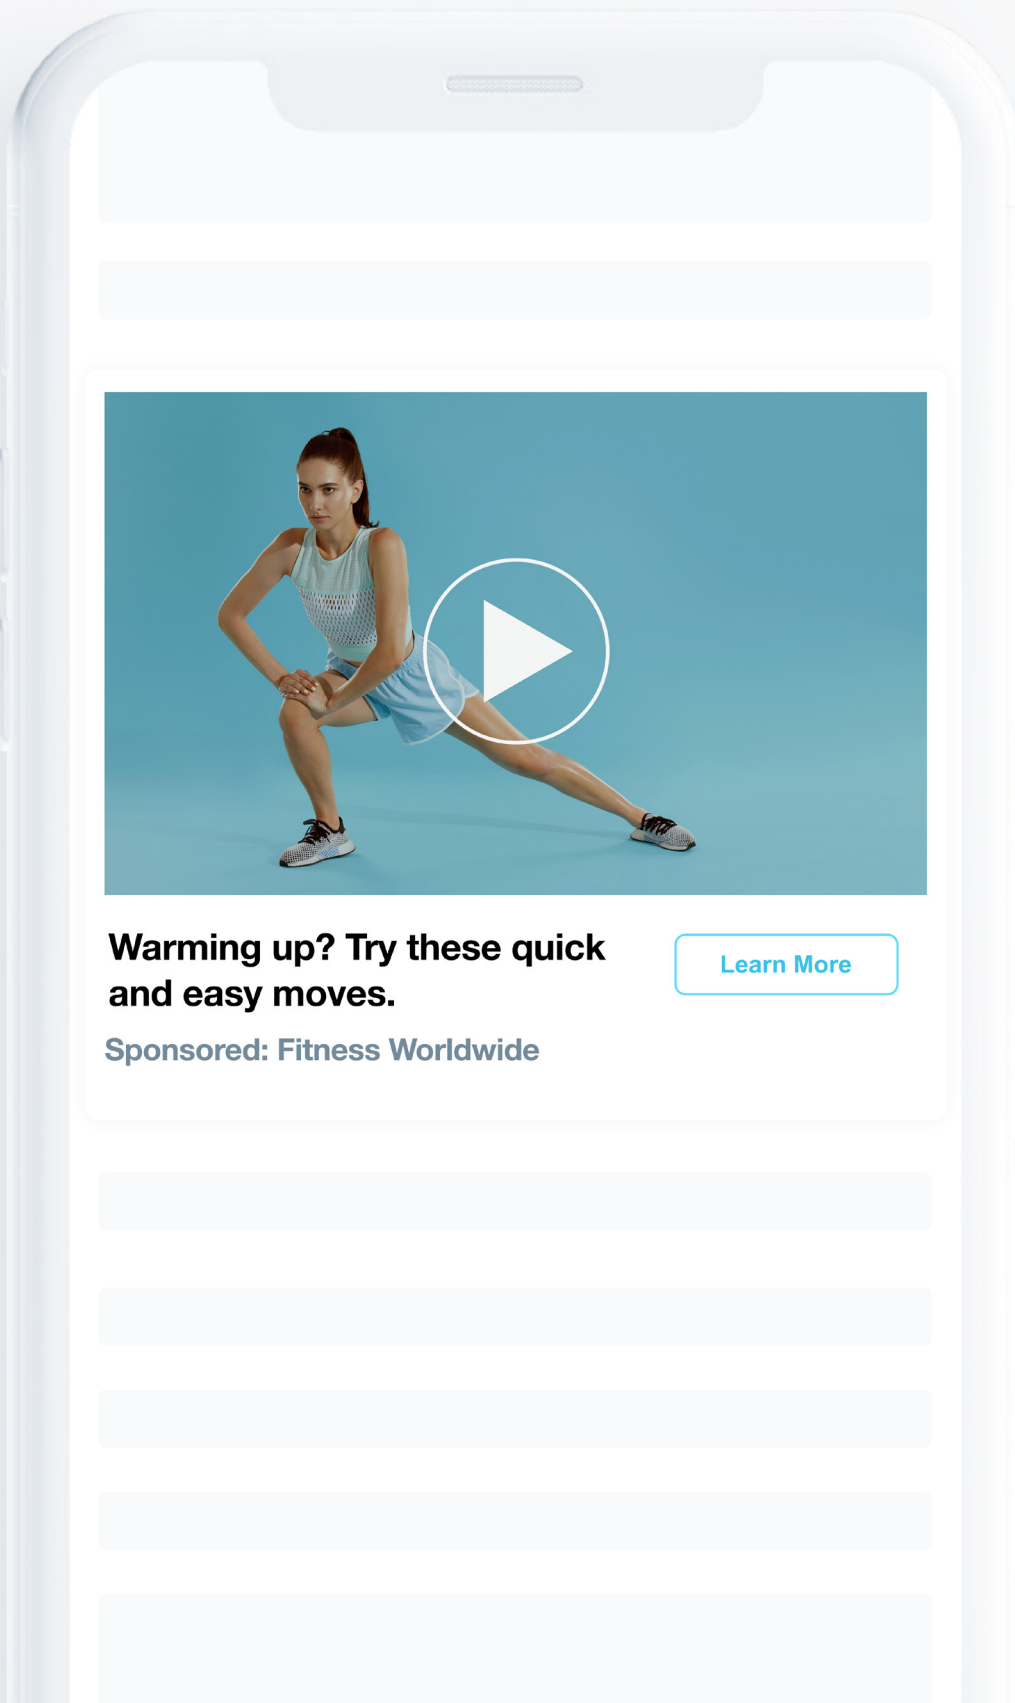 Warming up? Try these quick
and easy moves.
Learn More
Sponsored: Fitness Worldwide